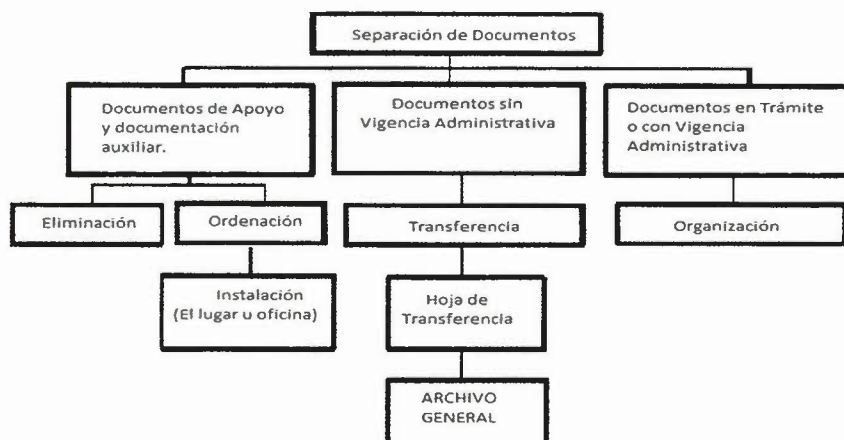 Separación de Documentos
Documentos de Apoyo
y documentación
auxiliar.
Documentos sin
Vigencia Administrativa
Documentos en Trámite
o con Vigencia
Administrativa
Eliminación
Ordenación
Transferencia
Organización
Instalación
(El lugar u oficina)
Hoja de
Transferencia
ARCHIVO
GENERAL